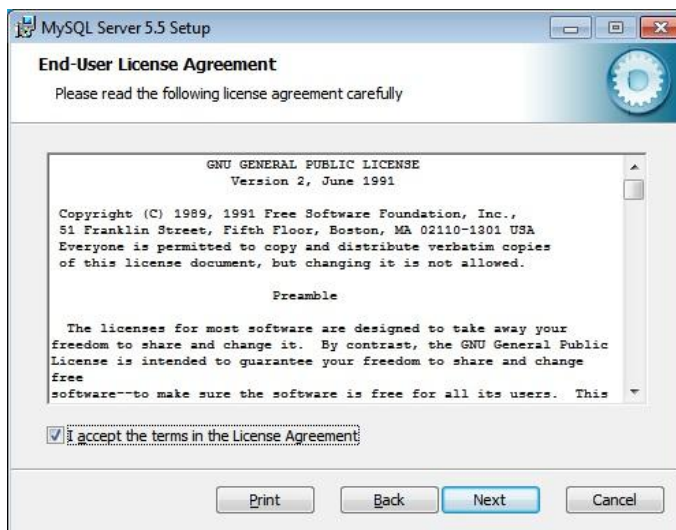 MySQL Server 5.5 Setup
End-User License Agreement
Please read the following license agreement carefully
GNU GENERAL PUBLIC LICENSE
Version 2, June 1991
Copyright (C) 1989, 1991 Free Software Foundation, Inc.,
51 Franklin Street, Fifth Floor, Boston, MA 02110-1301 USA
Everyone is permitted to copy and distribute verbatim copies
of this license document, but changing it is not allowed.
Preamble
The licenses for most software are designed to take away your
freedom to share and change it. By contrast, the GNU General Public
License is intended to guarantee your freedom to share and change
free
software--to make sure the software is free for all its users. This
I accept the terms in the License Agreement
Print Back Next Cancel